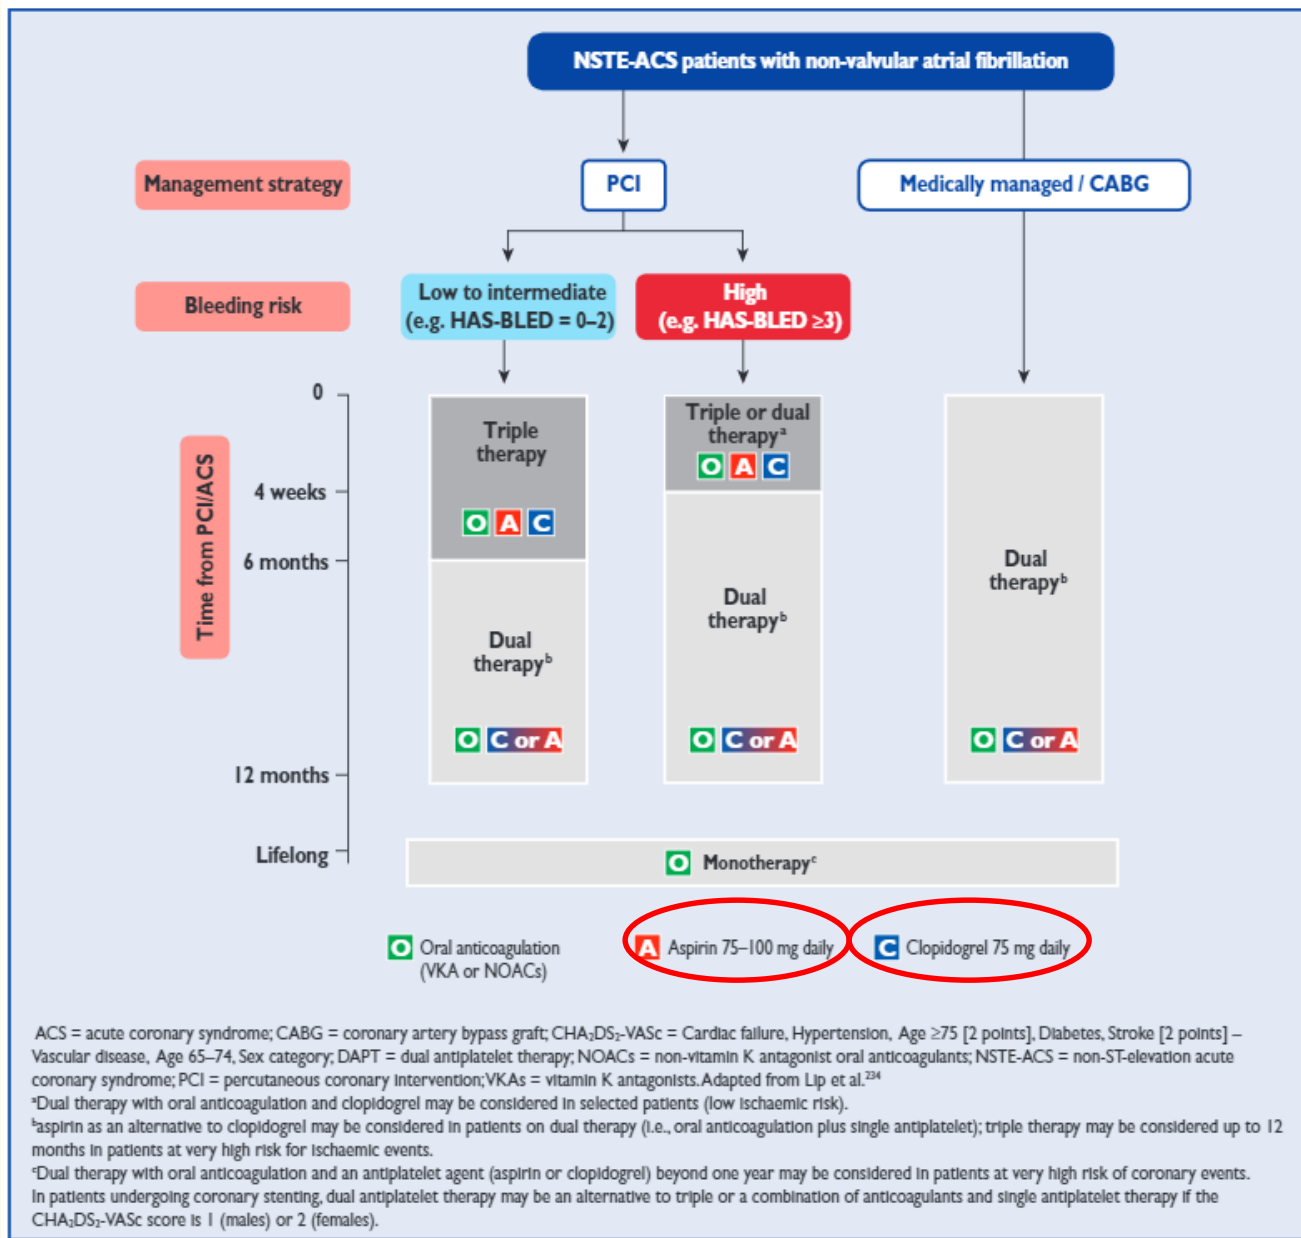 NSTE-ACS patients with non-valvular atrial fibrillation
Management strategy
PCI
Medically managed / CABG
Bleeding risk
Low to intermediate
(e.g. HAS-BLED = 0–2)
High
(e.g. HAS-BLED ≥3)
Time from PCI/ACS
0
4 weeks
6 months
12 months
Lifelong
Triple
therapy
O A C
Dual
therapyᵇ
O C or A
Triple or dual
therapyᵃ
O A C
Dual
therapyᵇ
O C or A
Dual
therapyᵇ
O C or A
O Monotherapyᶜ
O Oral anticoagulation
(VKA or NOACs)
A Aspirin 75–100 mg daily
C Clopidogrel 75 mg daily
ACS = acute coronary syndrome; CABG = coronary artery bypass graft; CHA₂DS₂-VASc = Cardiac failure, Hypertension, Age ≥75 [2 points], Diabetes, Stroke [2 points] –
Vascular disease, Age 65–74, Sex category; DAPT = dual antiplatelet therapy; NOACs = non-vitamin K antagonist oral anticoagulants; NSTE-ACS = non-ST-elevation acute
coronary syndrome; PCI = percutaneous coronary intervention; VKAs = vitamin K antagonists. Adapted from Lip et al.²³⁴
ᵃDual therapy with oral anticoagulation and clopidogrel may be considered in selected patients (low ischaemic risk).
ᵇaspirin as an alternative to clopidogrel may be considered in patients on dual therapy (i.e., oral anticoagulation plus single antiplatelet); triple therapy may be considered up to 12
months in patients at very high risk for ischaemic events.
ᶜDual therapy with oral anticoagulation and an antiplatelet agent (aspirin or clopidogrel) beyond one year may be considered in patients at very high risk of coronary events.
In patients undergoing coronary stenting, dual antiplatelet therapy may be an alternative to triple or a combination of anticoagulants and single antiplatelet therapy if the
CHA₂DS₂-VASc score is 1 (males) or 2 (females).